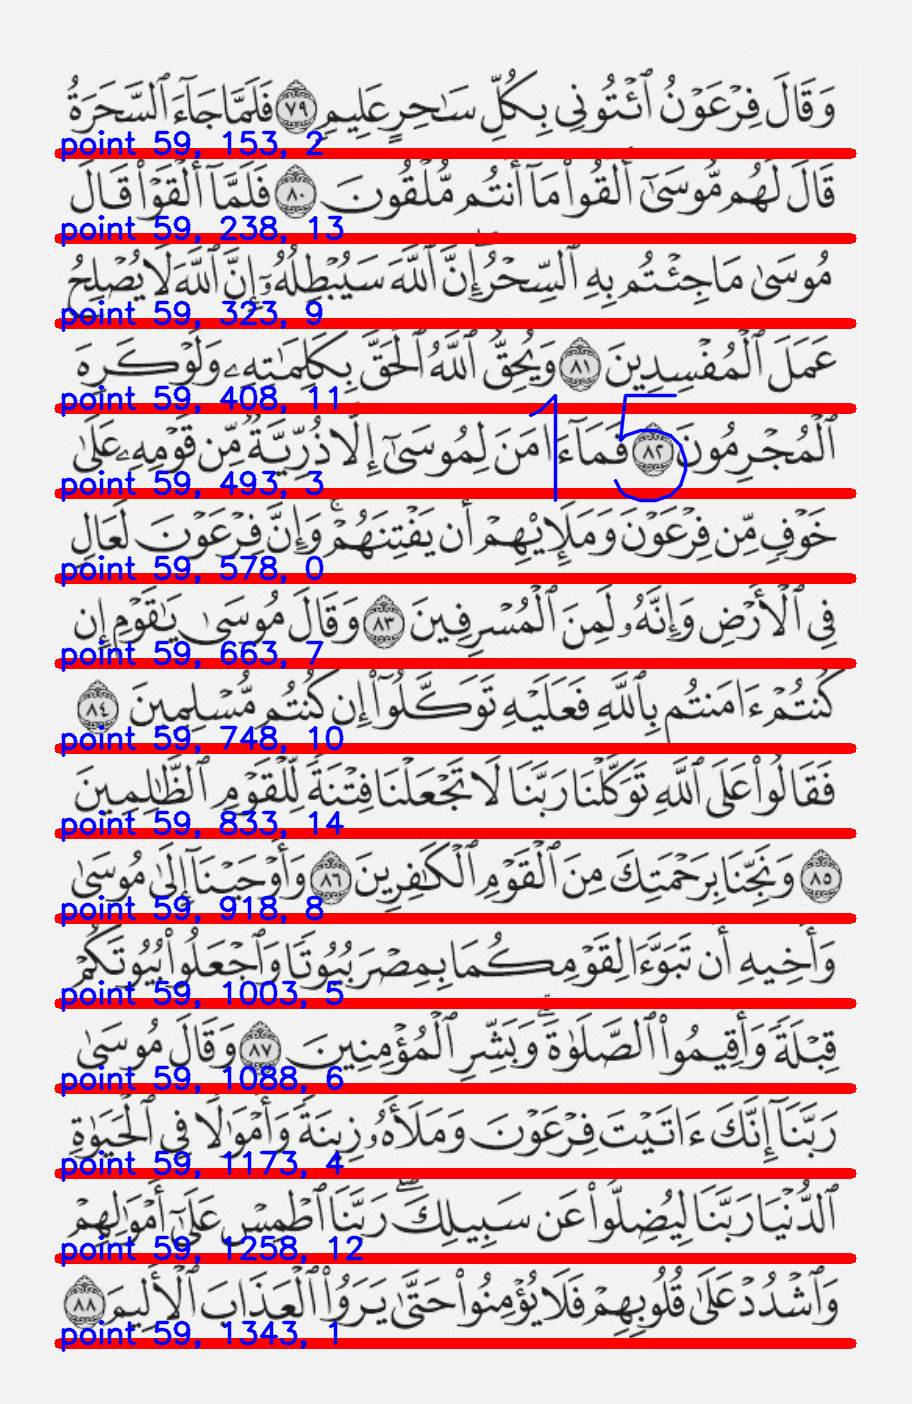 وَقَالَ فِرْعَوْنُ ٱئْتُونِى بِكُلِّ سَٰحِرٍ عَلِيمٍ ٧٩ فَلَمَّا جَآءَ ٱلسَّحَرَةُ
point 59, 153, 2
قَالَ لَهُم مُّوسَىٰٓ أَلْقُوا۟ مَآ أَنتُم مُّلْقُونَ ٨٠ فَلَمَّآ أَلْقَوْا۟ قَالَ
point 59, 238, 13
مُوسَىٰ مَا جِئْتُم بِهِ ٱلسِّحْرُ ۖ إِنَّ ٱللَّهَ سَيُبْطِلُهُۥٓ ۖ إِنَّ ٱللَّهَ لَا يُصْلِحُ
point 59, 323, 9
عَمَلَ ٱلْمُفْسِدِينَ ٨١ وَيُحِقُّ ٱللَّهُ ٱلْحَقَّ بِكَلِمَٰتِهِۦ وَلَوْ كَرِهَ
point 59, 408, 11
15
ٱلْمُجْرِمُونَ ٨٢ فَمَآ ءَامَنَ لِمُوسَىٰٓ إِلَّا ذُرِّيَّةٌ مِّن قَوْمِهِۦ عَلَىٰ
point 59, 493, 3
خَوْفٍ مِّن فِرْعَوْنَ وَمَلَإِي۟هِمْ أَن يَفْتِنَهُمْ ۚ وَإِنَّ فِرْعَوْنَ لَعَالٍ
point 59, 578, 0
فِى ٱلْأَرْضِ وَإِنَّهُۥ لَمِنَ ٱلْمُسْرِفِينَ ٨٣ وَقَالَ مُوسَىٰ يَٰقَوْمِ إِن
point 59, 663, 7
كُنتُمْ ءَامَنتُم بِٱللَّهِ فَعَلَيْهِ تَوَكَّلُوٓا۟ إِن كُنتُم مُّسْلِمِينَ ٨٤
point 59, 748, 10
فَقَالُوا۟ عَلَى ٱللَّهِ تَوَكَّلْنَا رَبَّنَا لَا تَجْعَلْنَا فِتْنَةً لِّلْقَوْمِ ٱلظَّٰلِمِينَ
point 59, 833, 14
٨٥ وَنَجِّنَا بِرَحْمَتِكَ مِنَ ٱلْقَوْمِ ٱلْكَٰفِرِينَ ٨٦ وَأَوْحَيْنَآ إِلَىٰ مُوسَىٰ
point 59, 918, 8
وَأَخِيهِ أَن تَبَوَّءَا لِقَوْمِكُمَا بِمِصْرَ بُيُوتًا وَٱجْعَلُوا۟ بُيُوتَكُمْ
point 59, 1003, 5
قِبْلَةً وَأَقِيمُوا۟ ٱلصَّلَوٰةَ ۗ وَبَشِّرِ ٱلْمُؤْمِنِينَ ٨٧ وَقَالَ مُوسَىٰ
point 59, 1088, 6
رَبَّنَآ إِنَّكَ ءَاتَيْتَ فِرْعَوْنَ وَمَلَأَهُۥ زِينَةً وَأَمْوَٰلًا فِى ٱلْحَيَوٰةِ
point 59, 1173, 4
ٱلدُّنْيَا رَبَّنَا لِيُضِلُّوا۟ عَن سَبِيلِكَ ۖ رَبَّنَا ٱطْمِسْ عَلَىٰٓ أَمْوَٰلِهِمْ
point 59, 1258, 12
وَٱشْدُدْ عَلَىٰ قُلُوبِهِمْ فَلَا يُؤْمِنُوا۟ حَتَّىٰ يَرَوُا۟ ٱلْعَذَابَ ٱلْأَلِيمَ ٨٨
point 59, 1343, 1